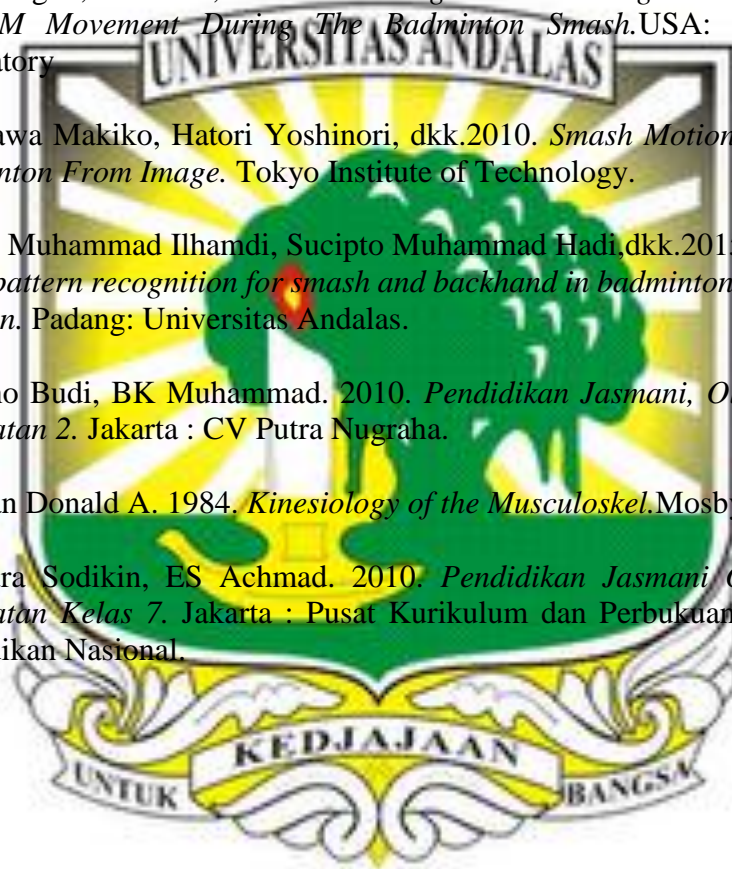 M Movement During The Badminton Smash.USA:
atory
UNIVERSITAS ANDALAS
awa Makiko, Hatori Yoshinori, dkk.2010. Smash Motion
nton From Image. Tokyo Institute of Technology.
Muhammad Ilhamdi, Sucipto Muhammad Hadi,dkk.201
pattern recognition for smash and backhand in badminton
n. Padang: Universitas Andalas.
no Budi, BK Muhammad. 2010. Pendidikan Jasmani, Ol
atan 2. Jakarta : CV Putra Nugraha.
an Donald A. 1984. Kinesiology of the Musculoskel.Mosby
ra Sodikin, ES Achmad. 2010. Pendidikan Jasmani
atan Kelas 7. Jakarta : Pusat Kurikulum dan Perbukuan
dikan Nasional.
KEDJAJAAN
UNTUK BANGSA